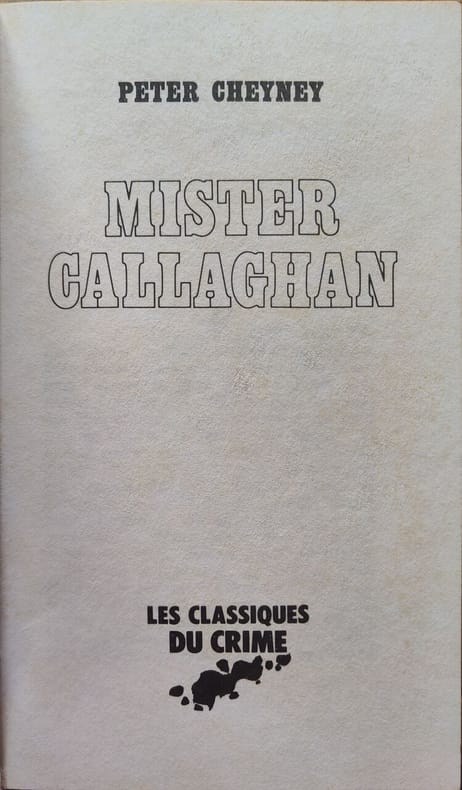 PETER CHEYNEY
MISTER
CALLAGHAN
LES CLASSIQUES
DU CRIME